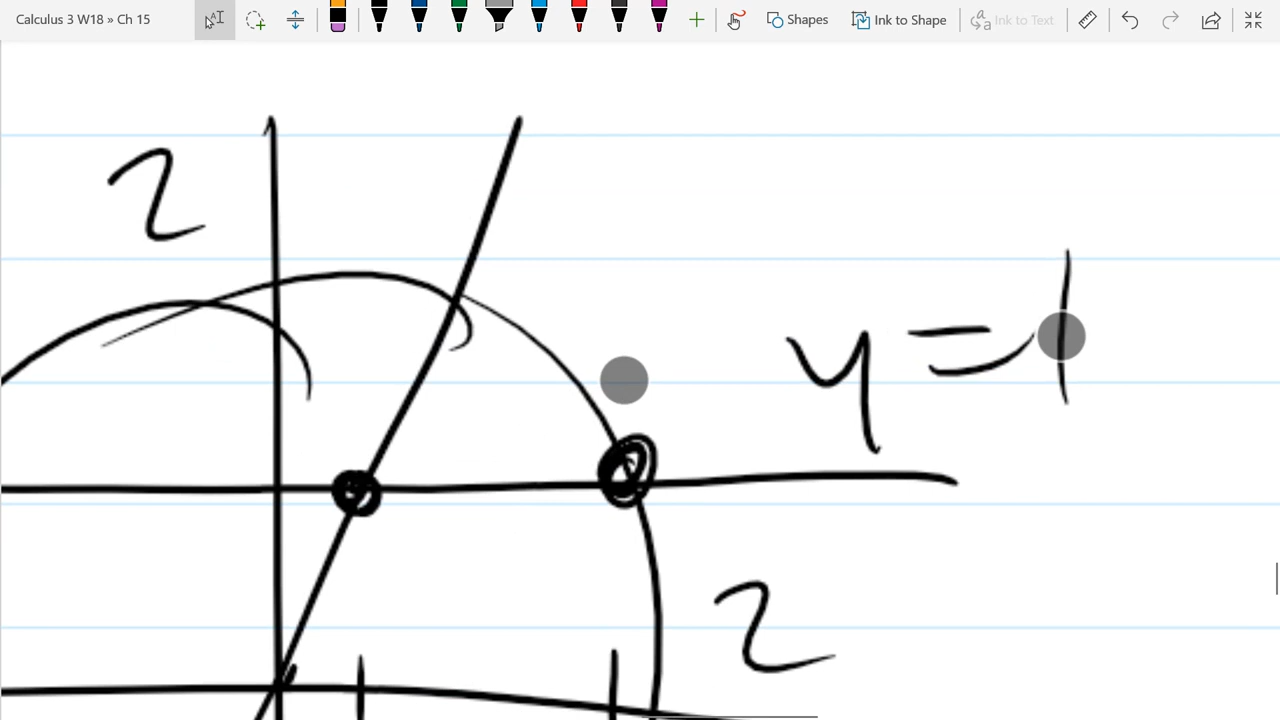 Calculus 3 W18 » Ch 15
Shapes
Ink to Shape
Ink to Text
2
y=1
2